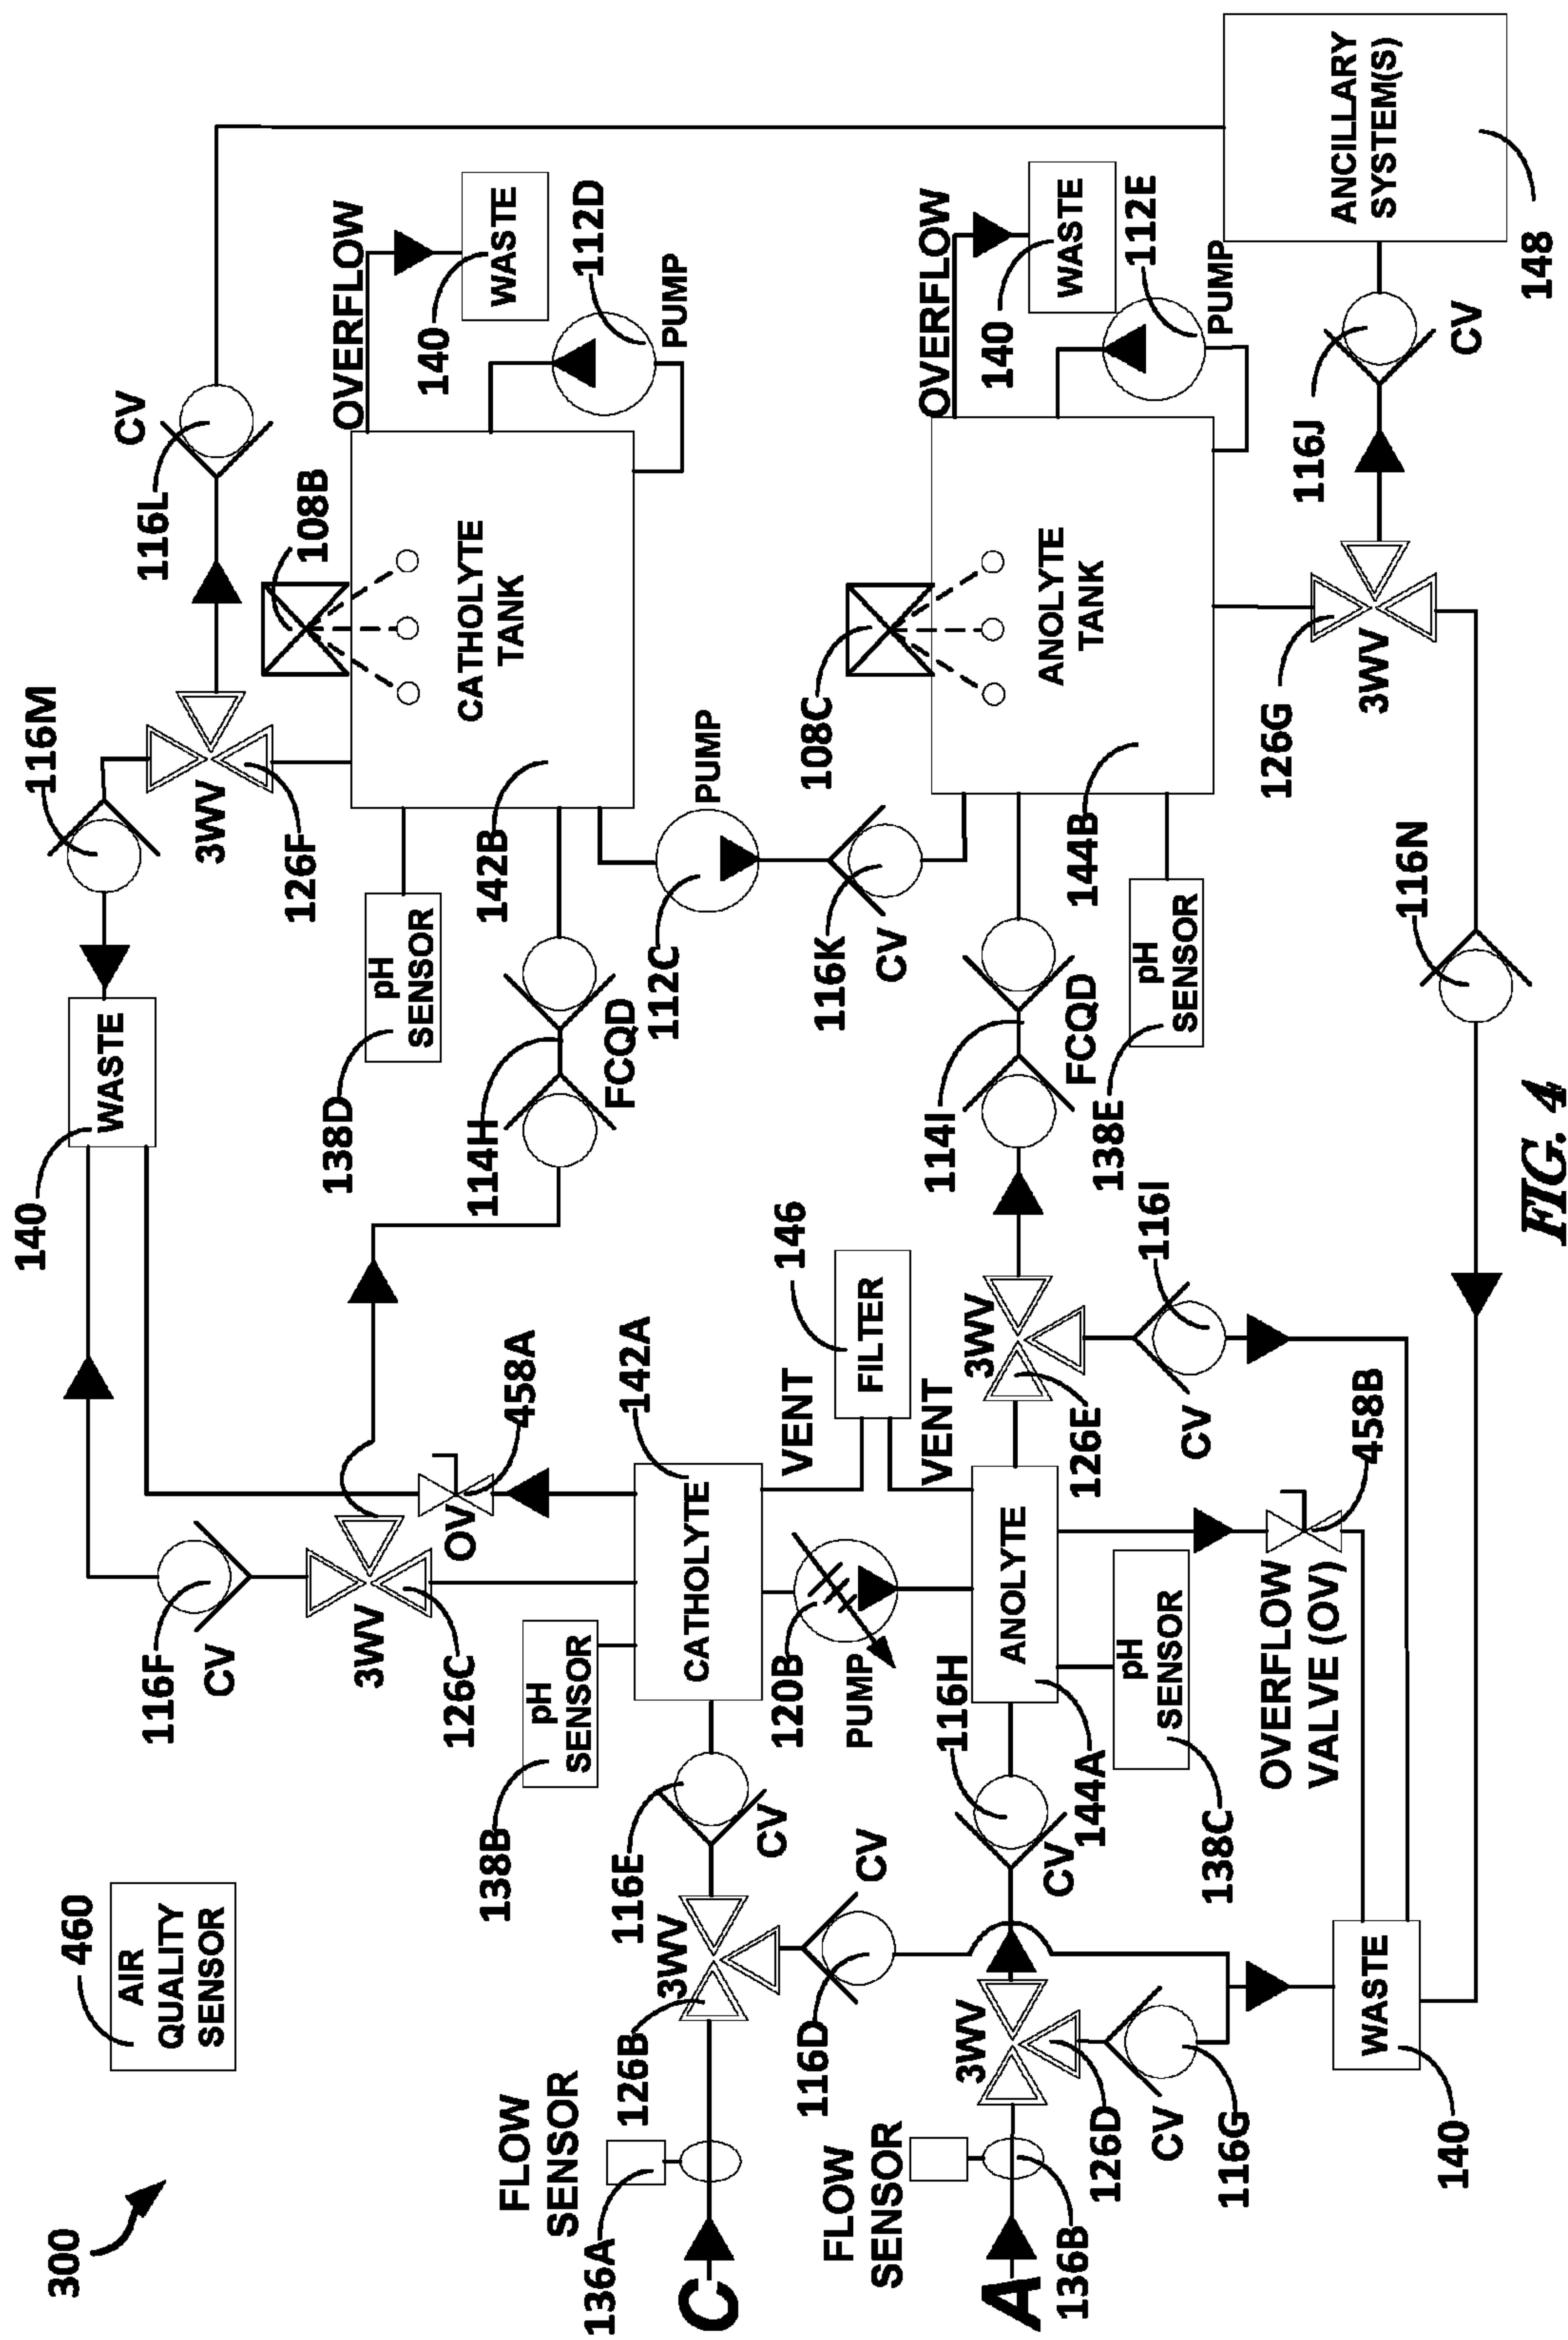 300
460
AIR
QUALITY
SENSOR
116F
CV
3WV
126C
140
WASTE
116M
3WV
126F
116L
CV
108B
OVERFLOW
140
WASTE
112D
PUMP
CATHOLYTE
TANK
142B
138D
pH
SENSOR
114H
FCQD
112C
PUMP
OV
458A
138B
pH
SENSOR
142A
CATHOLYTE
VENT
146
FILTER
VENT
120B
PUMP
116E
CV
FLOW
SENSOR
136A
C
126B
3WV
116D
CV
FLOW
SENSOR
136B
A
3WV
126D
CV
116G
116H
CV
144A
ANOLYTE
138C
pH
SENSOR
3WV
126E
116I
CV
458B
OVERFLOW
VALVE (OV)
WASTE
140
116K
CV
114I
FCQD
138E
pH
SENSOR
108C
144B
ANOLYTE
TANK
OVERFLOW
140
WASTE
112E
PUMP
126G
3WV
116J
CV
116N
ANCILLARY
SYSTEM(S)
148
FIG. 4